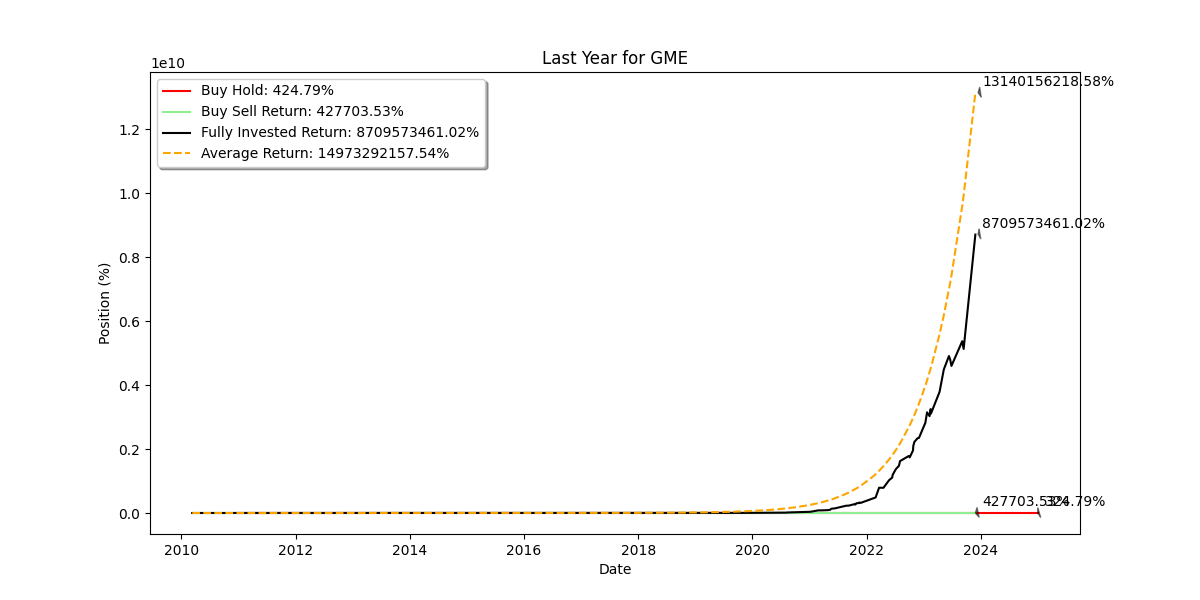 Last Year for GME
1e10
Buy Hold: 424.79%
Buy Sell Return: 427703.53%
Fully Invested Return: 8709573461.02%
Average Return: 14973292157.54%
13140156218.58%
8709573461.02%
427703.53%
324.79%
1.2
1.0
0.8
0.6
0.4
0.2
0.0
Position (%)
2010 2012 2014 2016 2018 2020 2022 2024
Date